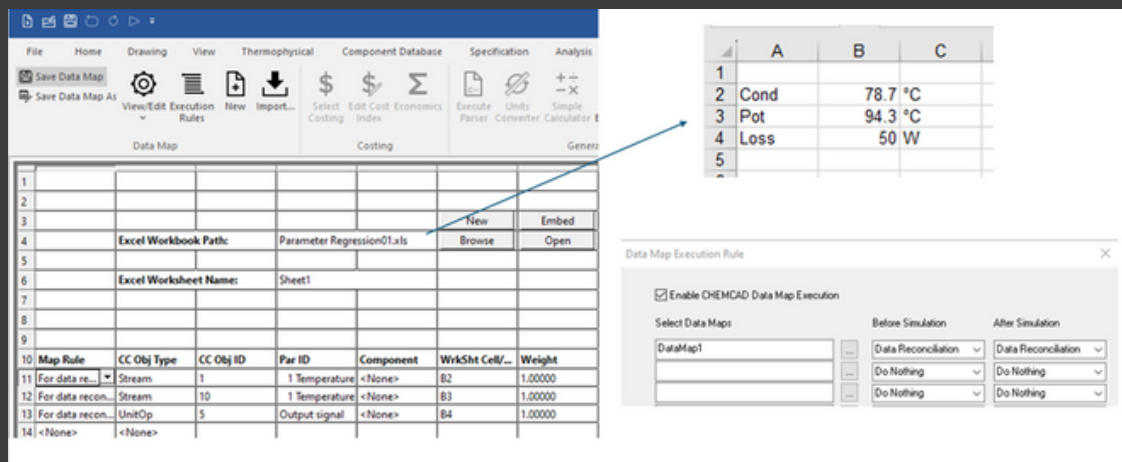 File Home Drawing View Thermophysical Component Database Specification Analysis
Save Data Map
Save Data Map As
View/Edit Execution Rules New Import...
Select Costing Edit Cost Index Economics
Execute Parser Units Converter Simple Calculator
Data Map Costing Genera
1
2
3 New Embed
4 Excel Workbook Path: Parameter Regression01.xls Browse Open
5
6 Excel Worksheet Name: Sheet1
7
8
9
10 Map Rule CC Obj Type CC Obj ID Par ID Component WrkSht Cell/... Weight
11 For data re... Stream 1 1 Temperature <None> B2 1.00000
12 For data recon... Stream 10 1 Temperature <None> B3 1.00000
13 For data recon... UnitOp 5 Output signal <None> B4 1.00000
14 <None> <None>
A B C
1
2 Cond 78.7 °C
3 Pot 94.3 °C
4 Loss 50 W
5
Data Map Execution Rule
Enable CHEMCAD Data Map Execution
Select Data Maps Before Simulation After Simulation
DataMap1 ... Data Reconciliation Data Reconciliation
... Do Nothing Do Nothing
... Do Nothing Do Nothing